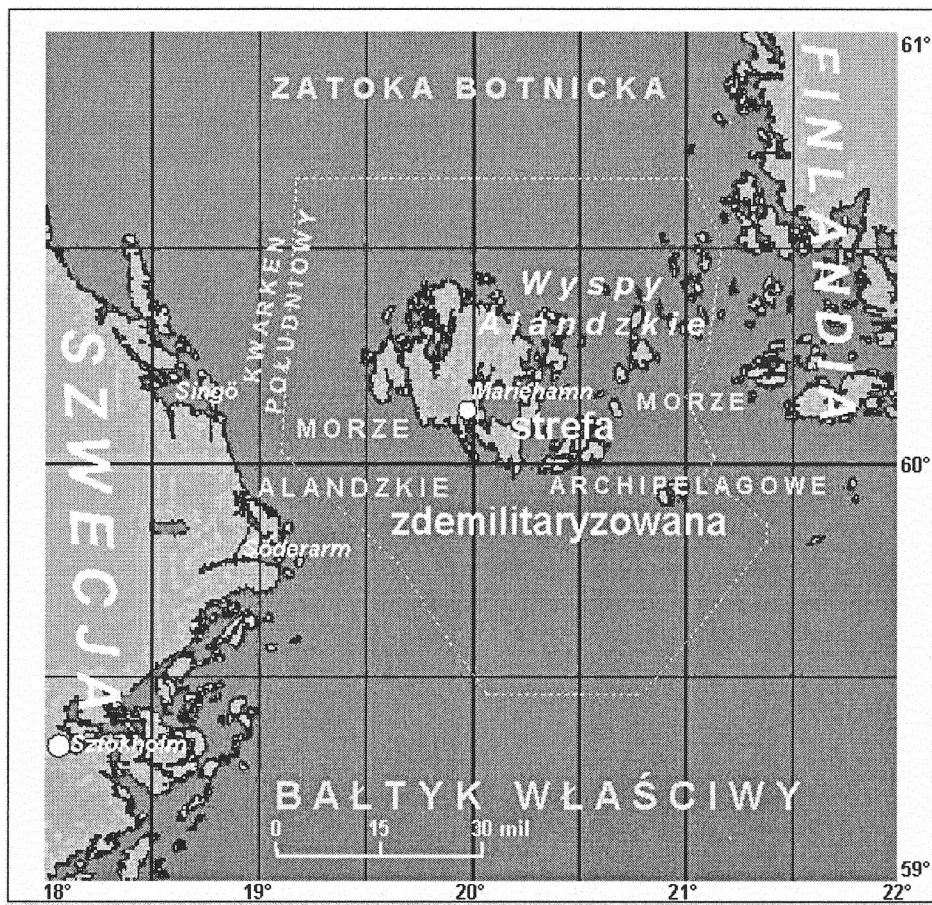 61°
ZATOKA BOTNICKA
FINLANDIA
KWARKEN
POŁUDNIOWY
Wyspy
Alandzkie
SZWECJA
Singö
Mariehamn
MORZE
MORZE
strefa
60°
ALANDZKIE
ARCHIPELAGOWE
zdemilitaryzowana
Söderarm
Sztokholm
BAŁTYK WŁAŚCIWY
0 15 30 mil
59°
18° 19° 20° 21° 22°